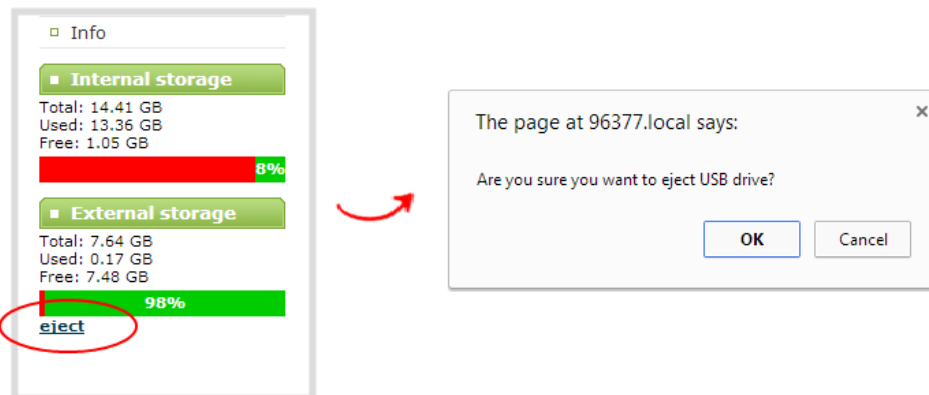 Info
Internal storage
Total: 14.41 GB
Used: 13.36 GB
Free: 1.05 GB
8%
External storage
Total: 7.64 GB
Used: 0.17 GB
Free: 7.48 GB
98%
eject
The page at 96377.local says:
Are you sure you want to eject USB drive?
OK
Cancel